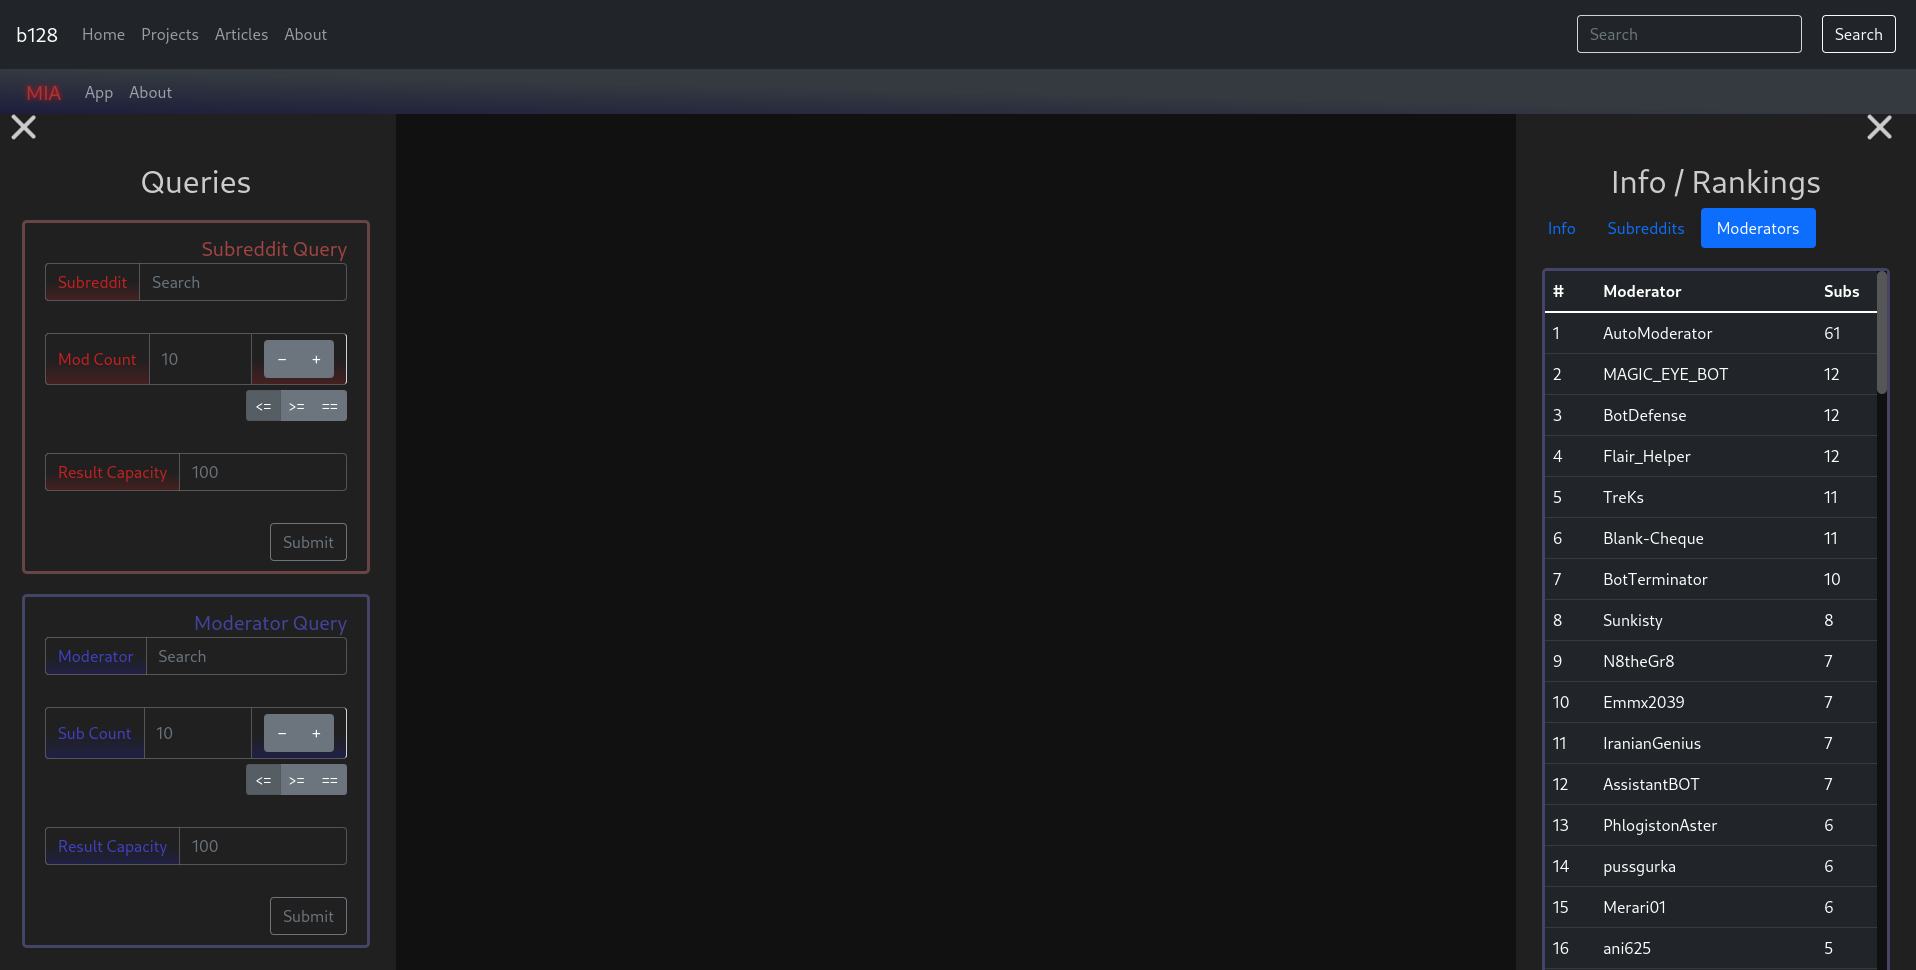 b128 Home Projects Articles About Search Search
MIA App About
Queries
Subreddit Query
Subreddit Search
Mod Count 10 − +
<= >= ==
Result Capacity 100
Submit
Moderator Query
Moderator Search
Sub Count 10 − +
<= >= ==
Result Capacity 100
Submit
Info / Rankings
Info Subreddits Moderators
# Moderator Subs
1 AutoModerator 61
2 MAGIC_EYE_BOT 12
3 BotDefense 12
4 Flair_Helper 12
5 TreKs 11
6 Blank-Cheque 11
7 BotTerminator 10
8 Sunkisty 8
9 N8theGr8 7
10 Emmx2039 7
11 IranianGenius 7
12 AssistantBOT 7
13 PhlogistonAster 6
14 pussgurka 6
15 Merari01 6
16 ani625 5